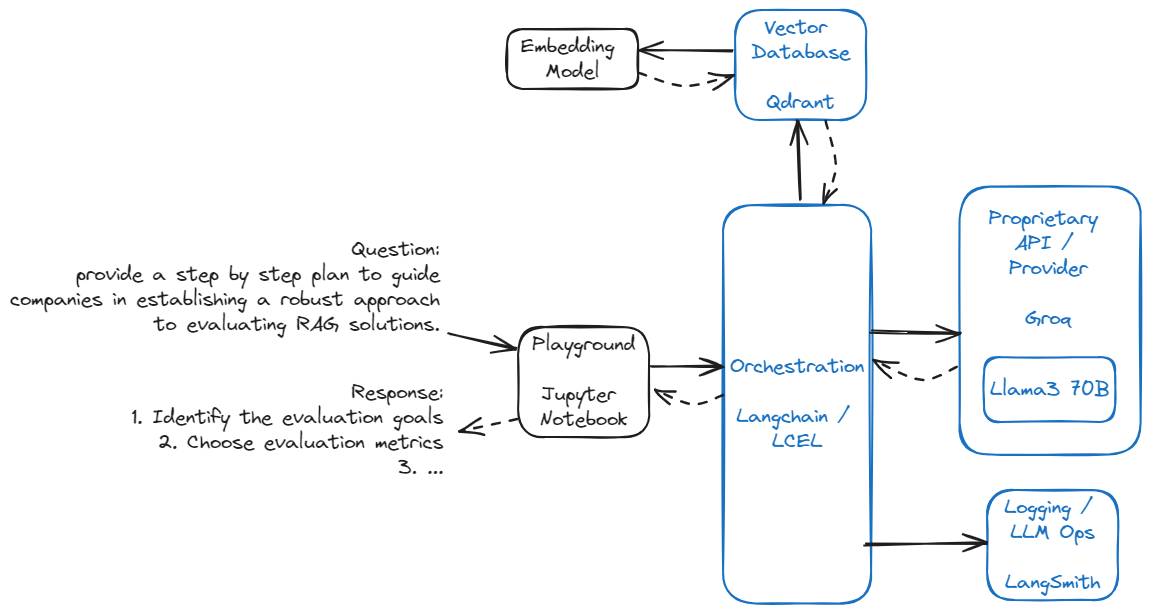 Embedding
Model
Vector
Database
Qdrant
Question:
provide a step by step plan to guide
companies in establishing a robust approach
to evaluating RAG solutions.
Response:
1. Identify the evaluation goals
2. Choose evaluation metrics
3. ...
Playground
Jupyter
Notebook
Orchestration
Langchain /
LCEL
Proprietary
API /
Provider
Groq
Llama3 70B
Logging /
LLM Ops
LangSmith